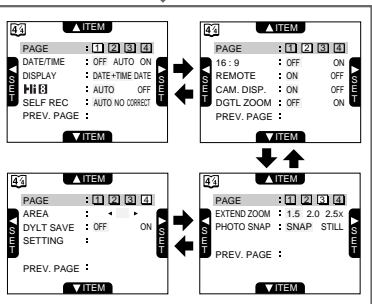 ▲ITEM
PAGE : 1 2 3 4
DATE/TIME : OFF AUTO ON
DISPLAY : DATE+TIME DATE
Hi8 : AUTO OFF
SELF REC : AUTO NO CORRECT
PREV. PAGE :
▼ITEM
SET
SET
▲ITEM
PAGE : 1 2 3 4
16 : 9 : OFF ON
REMOTE : OFF ON
CAM. DISP. : OFF ON
DGTL ZOOM : OFF ON
PREV. PAGE :
▼ITEM
SET
SET
▲ITEM
PAGE : 1 2 3 4
AREA : ◄ ►
DYLT SAVE : OFF ON
SETTING :
PREV. PAGE :
▼ITEM
SET
SET
▲ITEM
PAGE : 1 2 3 4
EXTEND ZOOM : 1.5 2.0 2.5x
PHOTO SNAP : SNAP STILL
PREV. PAGE :
▼ITEM
SET
SET